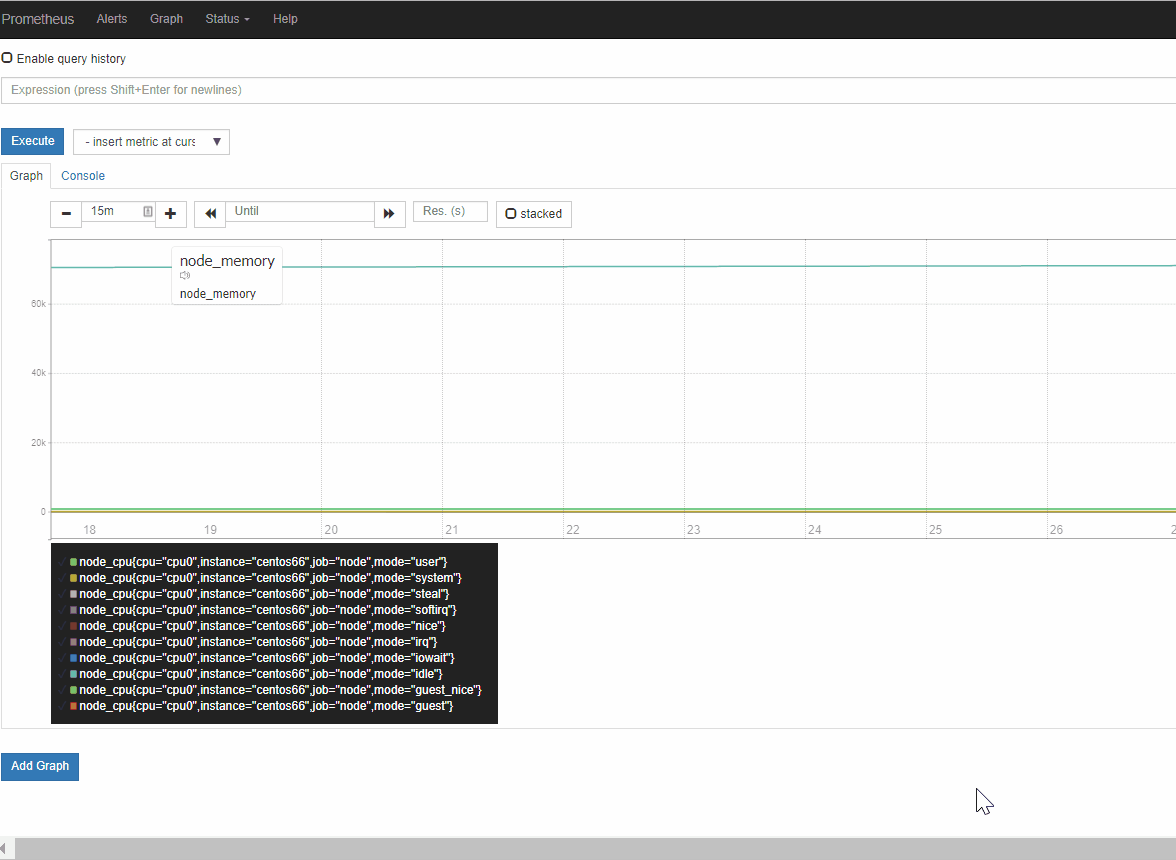 Prometheus Alerts Graph Status Help
Enable query history
Expression (press Shift+Enter for newlines)
Execute - insert metric at curs
Graph Console
15m Until Res. (s) stacked
node_memory
node_memory
60k
40k
20k
0
18 19 20 21 22 23 24 25 26 2
node_cpu{cpu="cpu0",instance="centos66",job="node",mode="user"}
node_cpu{cpu="cpu0",instance="centos66",job="node",mode="system"}
node_cpu{cpu="cpu0",instance="centos66",job="node",mode="steal"}
node_cpu{cpu="cpu0",instance="centos66",job="node",mode="softirq"}
node_cpu{cpu="cpu0",instance="centos66",job="node",mode="nice"}
node_cpu{cpu="cpu0",instance="centos66",job="node",mode="irq"}
node_cpu{cpu="cpu0",instance="centos66",job="node",mode="iowait"}
node_cpu{cpu="cpu0",instance="centos66",job="node",mode="idle"}
node_cpu{cpu="cpu0",instance="centos66",job="node",mode="guest_nice"}
node_cpu{cpu="cpu0",instance="centos66",job="node",mode="guest"}
Add Graph